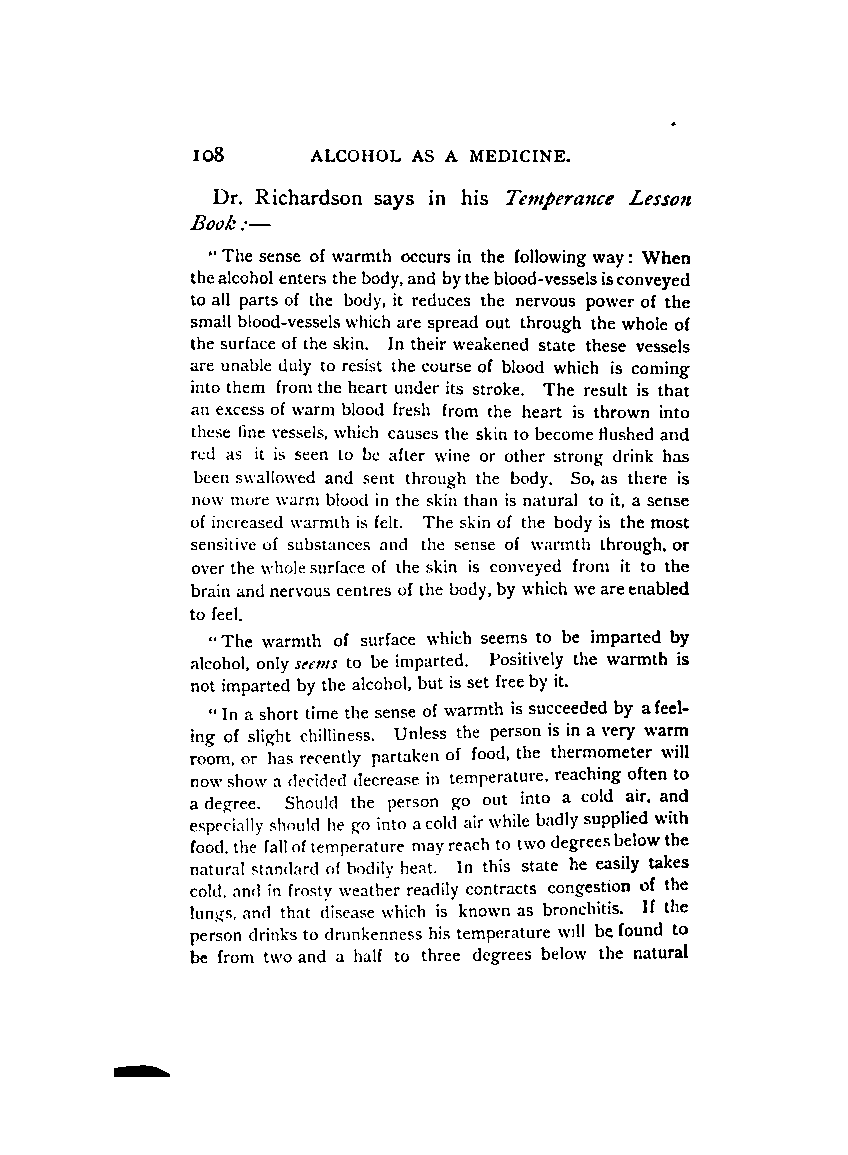 108 ALCOHOL AS A MEDICINE.
Dr. Richardson says in his Temperance Lesson
Book:—
"The sense of warmth occurs in the following way: When
the alcohol enters the body, and by the blood-vessels is conveyed
to all parts of the body, it reduces the nervous power of the
small blood-vessels which are spread out through the whole of
the surface of the skin. In their weakened state these vessels
are unable duly to resist the course of blood which is coming
into them from the heart under its stroke. The result is that
an excess of warm blood fresh from the heart is thrown into
these fine vessels, which causes the skin to become flushed and
red as it is seen to be after wine or other strong drink has
been swallowed and sent through the body. So, as there is
now more warm blood in the skin than is natural to it, a sense
of increased warmth is felt. The skin of the body is the most
sensitive of substances and the sense of warmth through, or
over the whole surface of the skin is conveyed from it to the
brain and nervous centres of the body, by which we are enabled
to feel.
"The warmth of surface which seems to be imparted by
alcohol, only seems to be imparted. Positively the warmth is
not imparted by the alcohol, but is set free by it.
"In a short time the sense of warmth is succeeded by a feel-
ing of slight chilliness. Unless the person is in a very warm
room, or has recently partaken of food, the thermometer will
now show a decided decrease in temperature, reaching often to
a degree. Should the person go out into a cold air, and
especially should he go into a cold air while badly supplied with
food, the fall of temperature may reach to two degrees below the
natural standard of bodily heat. In this state he easily takes
cold, and in frosty weather readily contracts congestion of the
lungs, and that disease which is known as bronchitis. If the
person drinks to drunkenness his temperature will be found to
be from two and a half to three degrees below the natural